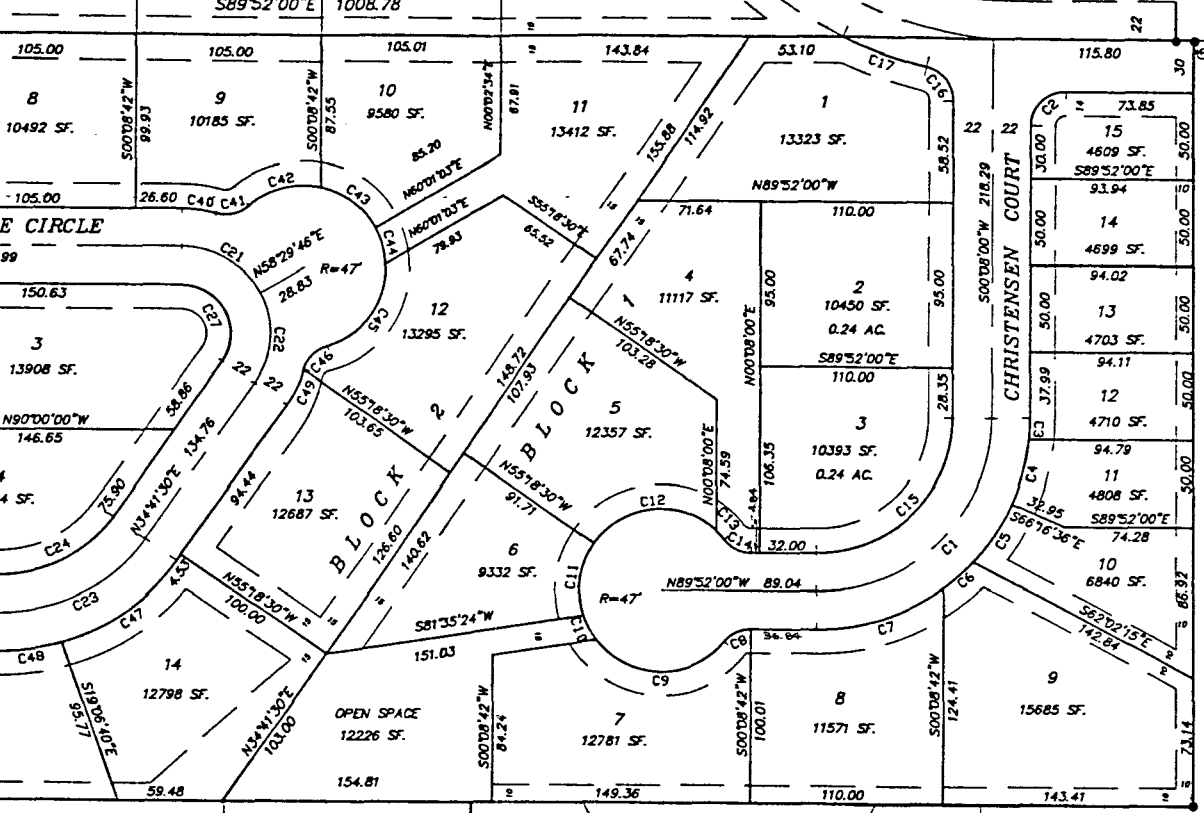 S89°52'00"E 1008.78
22
105.00
105.00
105.01
143.84
53.10
115.80
30
8
10492 SF.
S00°08'42"W
99.93
9
10185 SF.
S00°08'42"W
87.55
10
9580 SF.
N00°02'34"E
67.91
11
13412 SF.
155.88
114.92
1
13323 SF.
C17
C16
58.52
22 22
C2
73.85
15
4609 SF.
30.00
50.00
S89°52'00"E
93.94
10
105.00
26.60
C40
C41
C42
C43
85.20
N60°01'03"E
N60°01'03"E
79.93
C44
S55°18'30"E
65.52
15
15
67.74
N89°52'00"W
71.64
110.00
14
4699 SF.
50.00
50.00
94.02
E CIRCLE
99
C21
N58°29'46"E
28.83
R=47'
150.63
C27
C22
C45
12
13295 SF.
1
4
11117 SF.
N00°08'00"E
95.00
2
10450 SF.
0.24 AC.
95.00
S00°08'00"W 218.29
CHRISTENSEN COURT
13
4703 SF.
50.00
50.00
94.11
3
13908 SF.
58.86
22
22
C46
C49
N55°18'30"W
103.65
148.72
107.93
N55°18'30"W
103.28
S89°52'00"E
110.00
28.35
37.99
12
4710 SF.
50.00
C3
94.79
N90°00'00"W
146.65
134.76
2
BLOCK
5
12357 SF.
N00°08'00"E
74.59
106.35
3
10393 SF.
0.24 AC.
C4
11
4808 SF.
50.00
4 SF.
75.90
N34°41'30"E
94.44
13
12687 SF.
BLOCK
N55°18'30"W
91.71
C12
C13
C14
4.84
32.00
C15
32.95
S66°16'36"E
S89°52'00"E
74.28
C24
4.53
126.60
140.62
6
9332 SF.
C11
R=47'
N89°52'00"W 89.04
C1
C5
C6
10
6840 SF.
86.92
C23
C47
N55°18'30"W
100.00
10
15
15
S81°35'24"W
151.03
10
C10
C8
36.84
C7
S62°02'15"E
142.84
10
C48
14
12798 SF.
15
C9
S19°06'40"E
95.77
N34°41'30"E
103.00
OPEN SPACE
12226 SF.
S00°08'42"W
84.24
7
12781 SF.
S00°08'42"W
100.01
8
11571 SF.
S00°08'42"W
124.41
9
15685 SF.
73.14
59.48
154.81
149.36
110.00
143.41
10